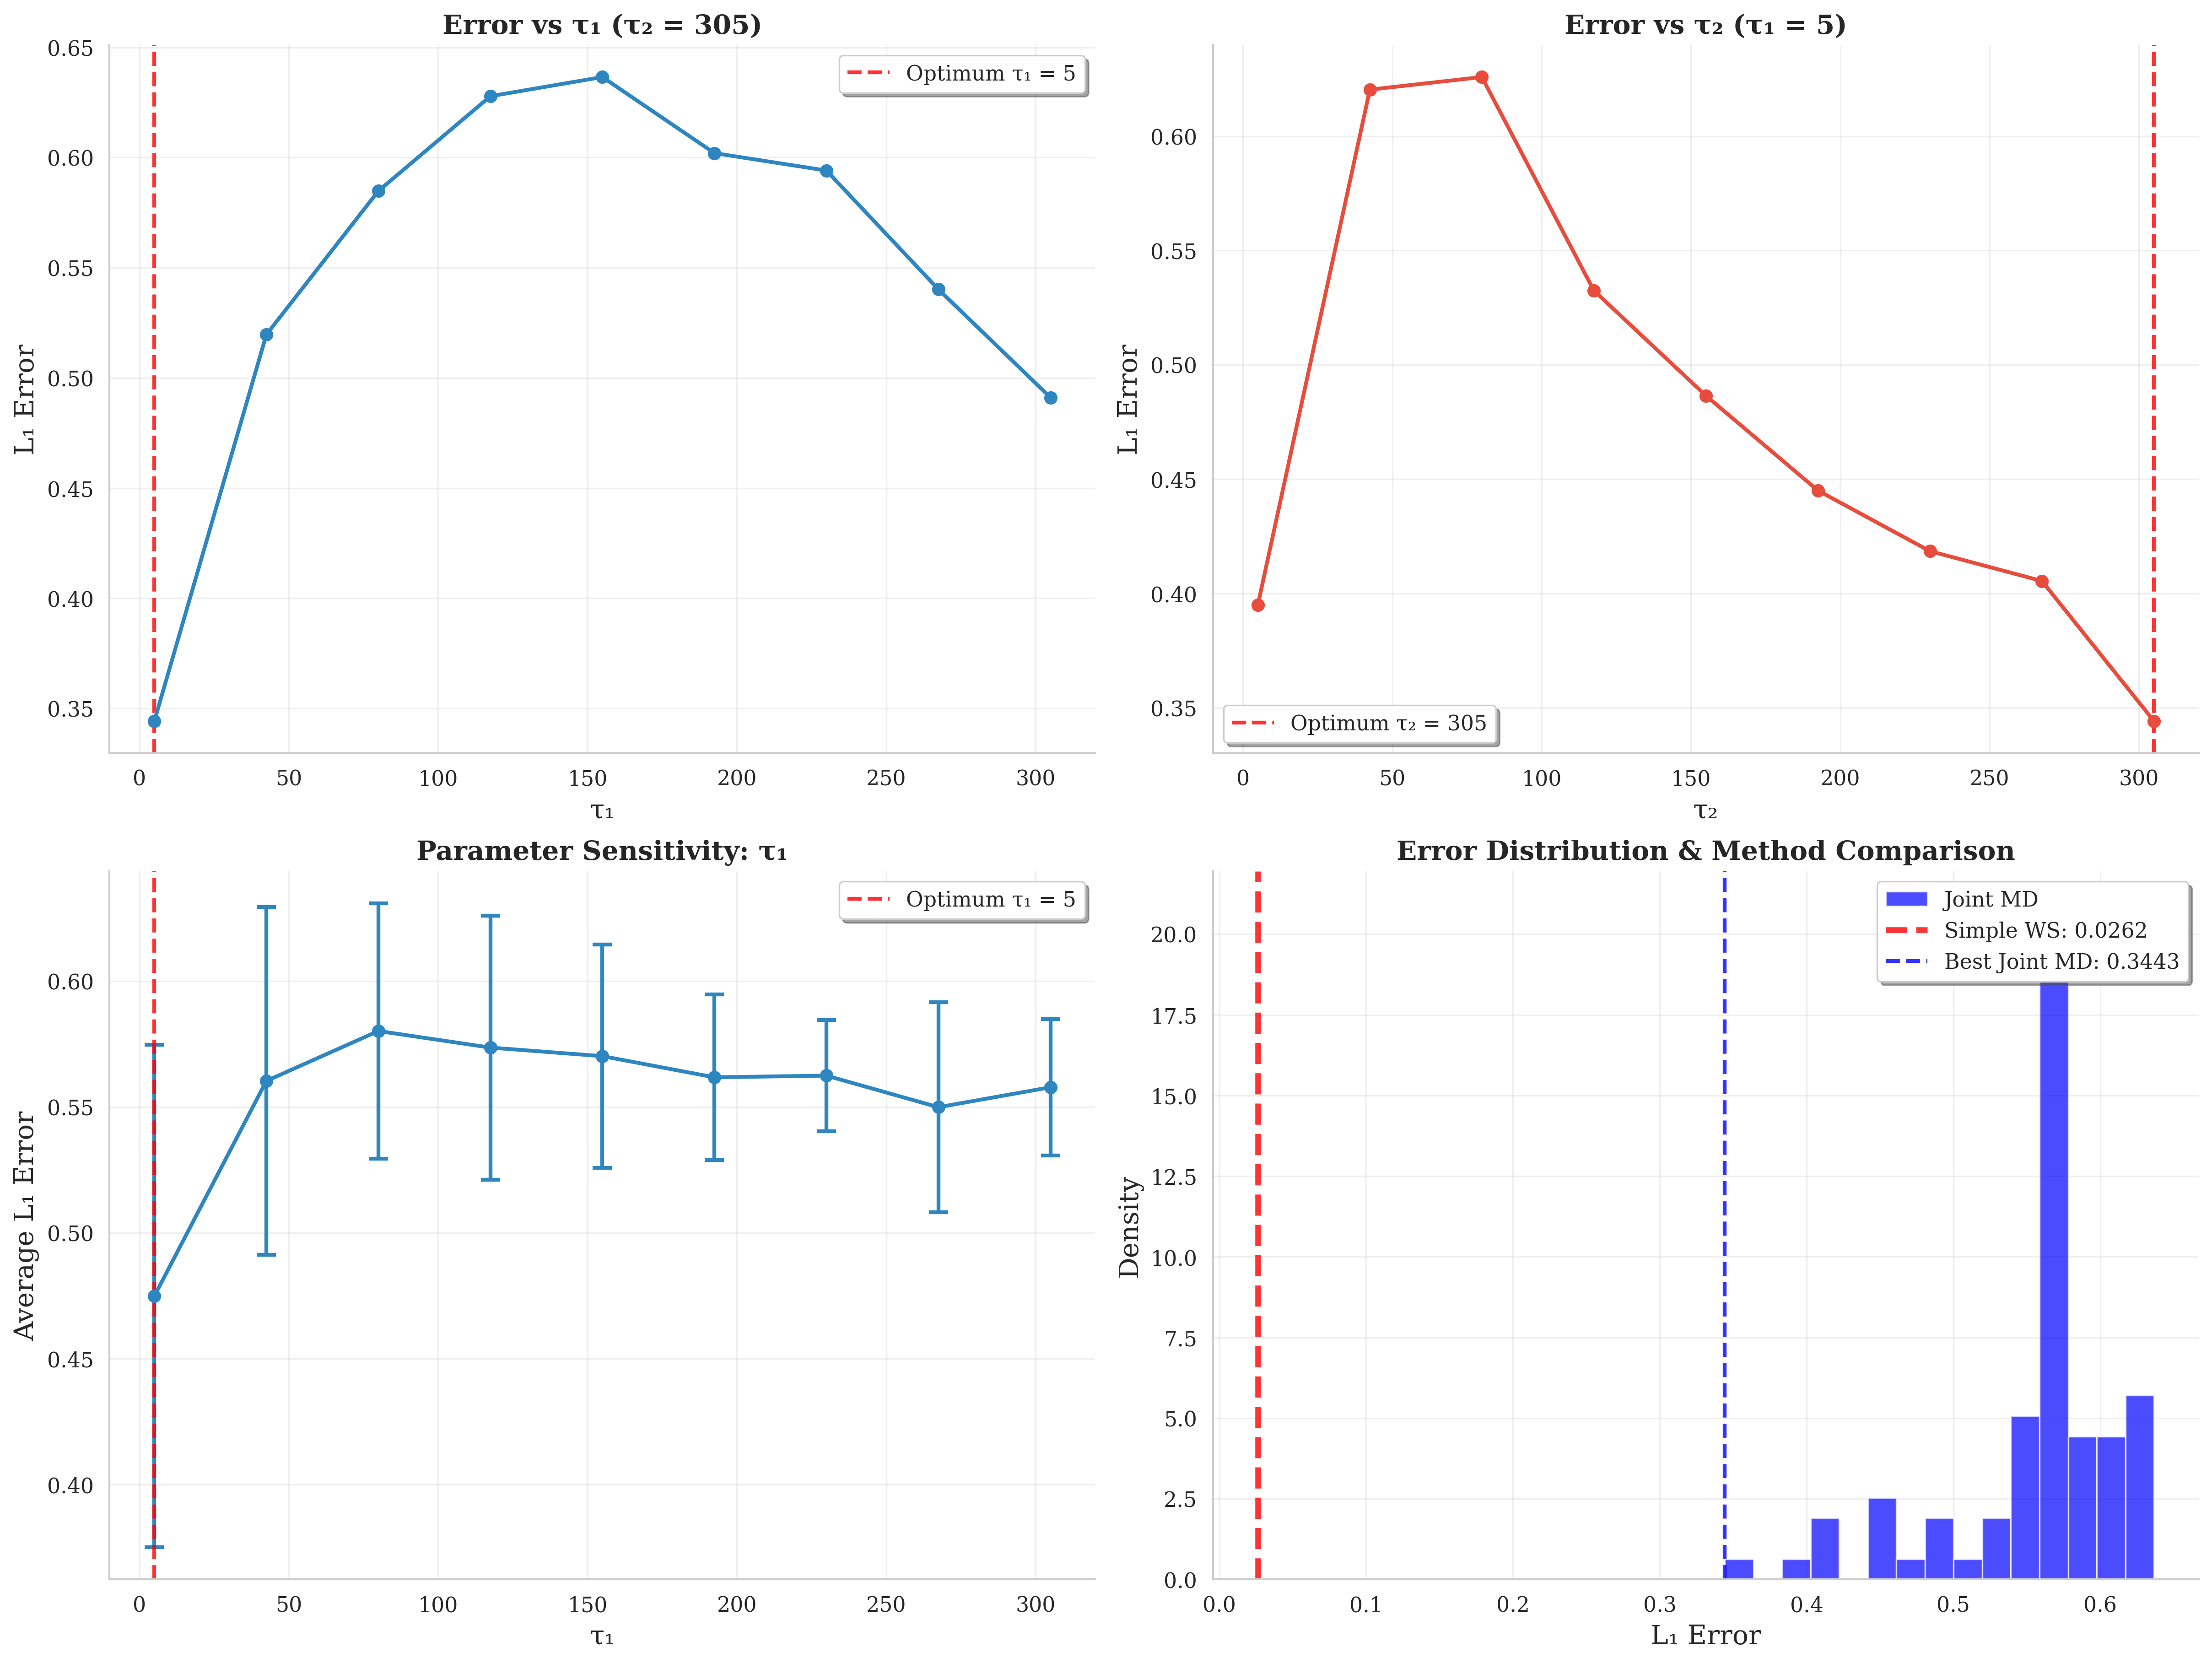 Error vs τ₁ (τ₂ = 305)
Optimum τ₁ = 5
0.65
0.60
0.55
0.50
0.45
0.40
0.35
L₁ Error
0 50 100 150 200 250 300
τ₁
Error vs τ₂ (τ₁ = 5)
0.60
0.55
0.50
0.45
0.40
0.35
L₁ Error
Optimum τ₂ = 305
0 50 100 150 200 250 300
τ₂
Parameter Sensitivity: τ₁
Optimum τ₁ = 5
0.60
0.55
0.50
0.45
0.40
Average L₁ Error
0 50 100 150 200 250 300
τ₁
Error Distribution & Method Comparison
Joint MD
Simple WS: 0.0262
Best Joint MD: 0.3443
20.0
17.5
15.0
12.5
10.0
7.5
5.0
2.5
0.0
Density
0.0 0.1 0.2 0.3 0.4 0.5 0.6
L₁ Error